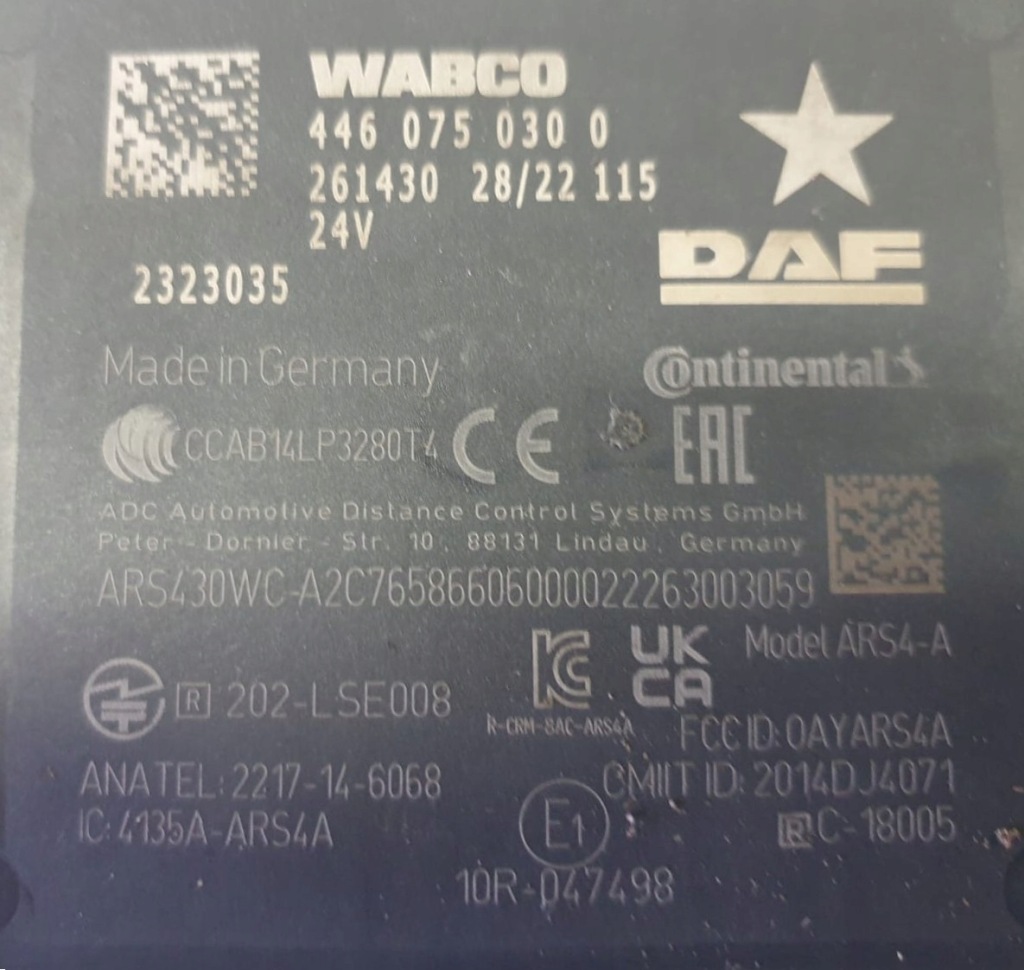 WABCO
446 075 030 0
261430 28/22 115
24V
DAF
2323035
Made in Germany
Continental
CCAB14LP3280T4 CE EAC
ADC Automotive Distance Control Systems GmbH
Peter - Dornier - Str. 10, 88131 Lindau, Germany
ARS430WC-A2C76586606000022263003059
UK
CA
Model ARS4-A
R 202-LSE008
R-CRM-SAC-ARS4A
FCC ID: OAYARS4A
ANATEL: 2217-14-6068
CMIIT ID: 2014DJ4071
IC: 4135A-ARS4A
E1
R C-18005
10R-047498